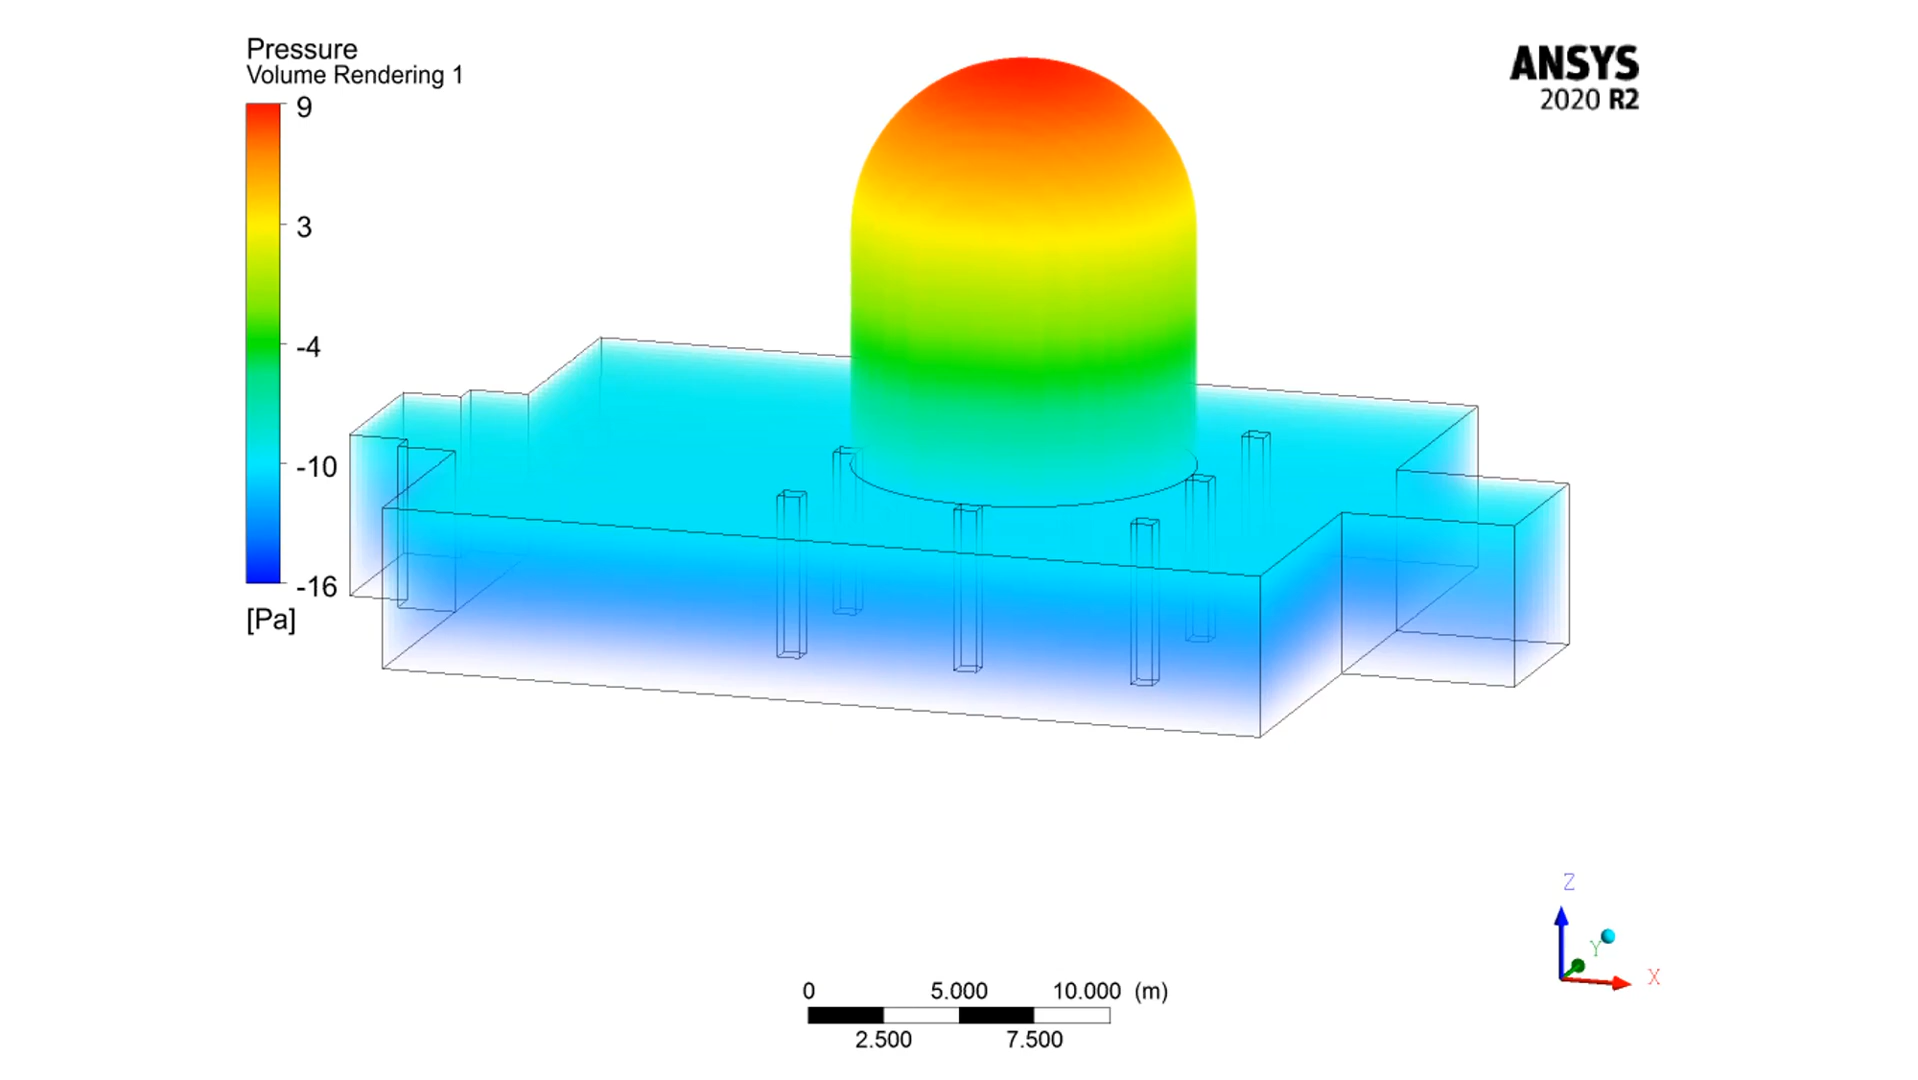 Pressure
Volume Rendering 1
9
3
-4
-10
-16
[Pa]
ANSYS
2020 R2
Z
Y
X
0 5.000 10.000 (m)
2.500 7.500